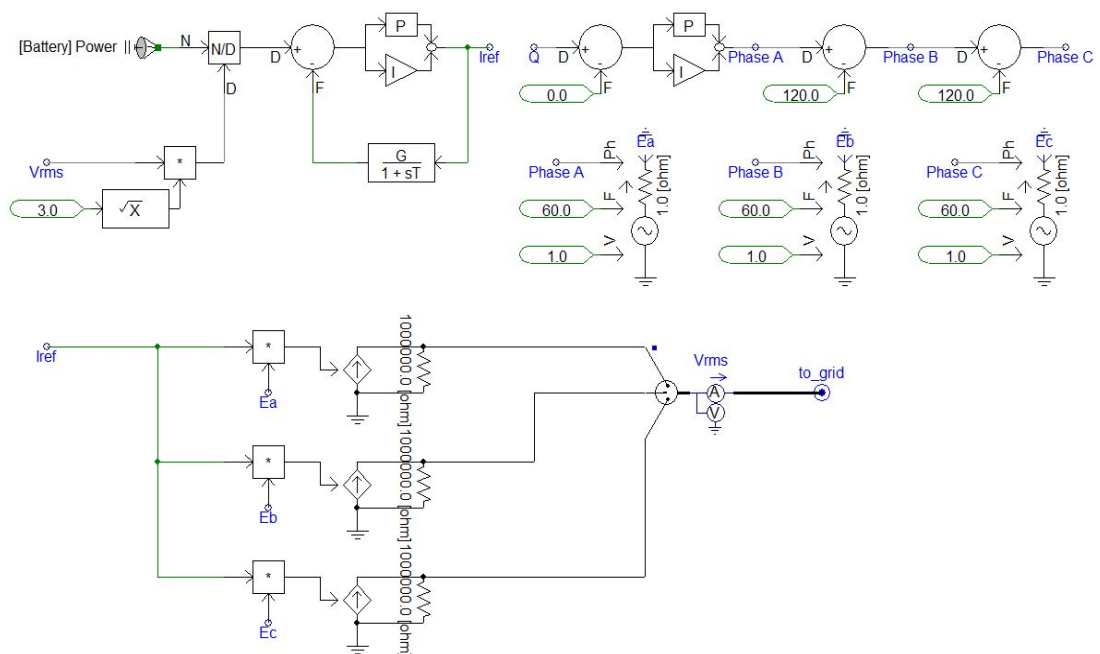 [Battery] Power
N
N/D
D
D
+
-
F
P
I
Iref
Q
D
+
-
F
0.0
P
I
Phase A
D
+
-
F
120.0
Phase B
D
+
-
F
120.0
Phase C
Vrms
*
3.0
√X
G
1 + sT
Phase A
Ph
Ea
60.0
F
1.0 [ohm]
1.0
V
Phase B
Ph
Eb
60.0
F
1.0 [ohm]
1.0
V
Phase C
Ph
Ec
60.0
F
1.0 [ohm]
1.0
V
Iref
*
Ea
1000000.0 [ohm]
Vrms
A
V
to_grid
*
Eb
1000000.0 [ohm]
*
Ec
1000000.0 [ohm]